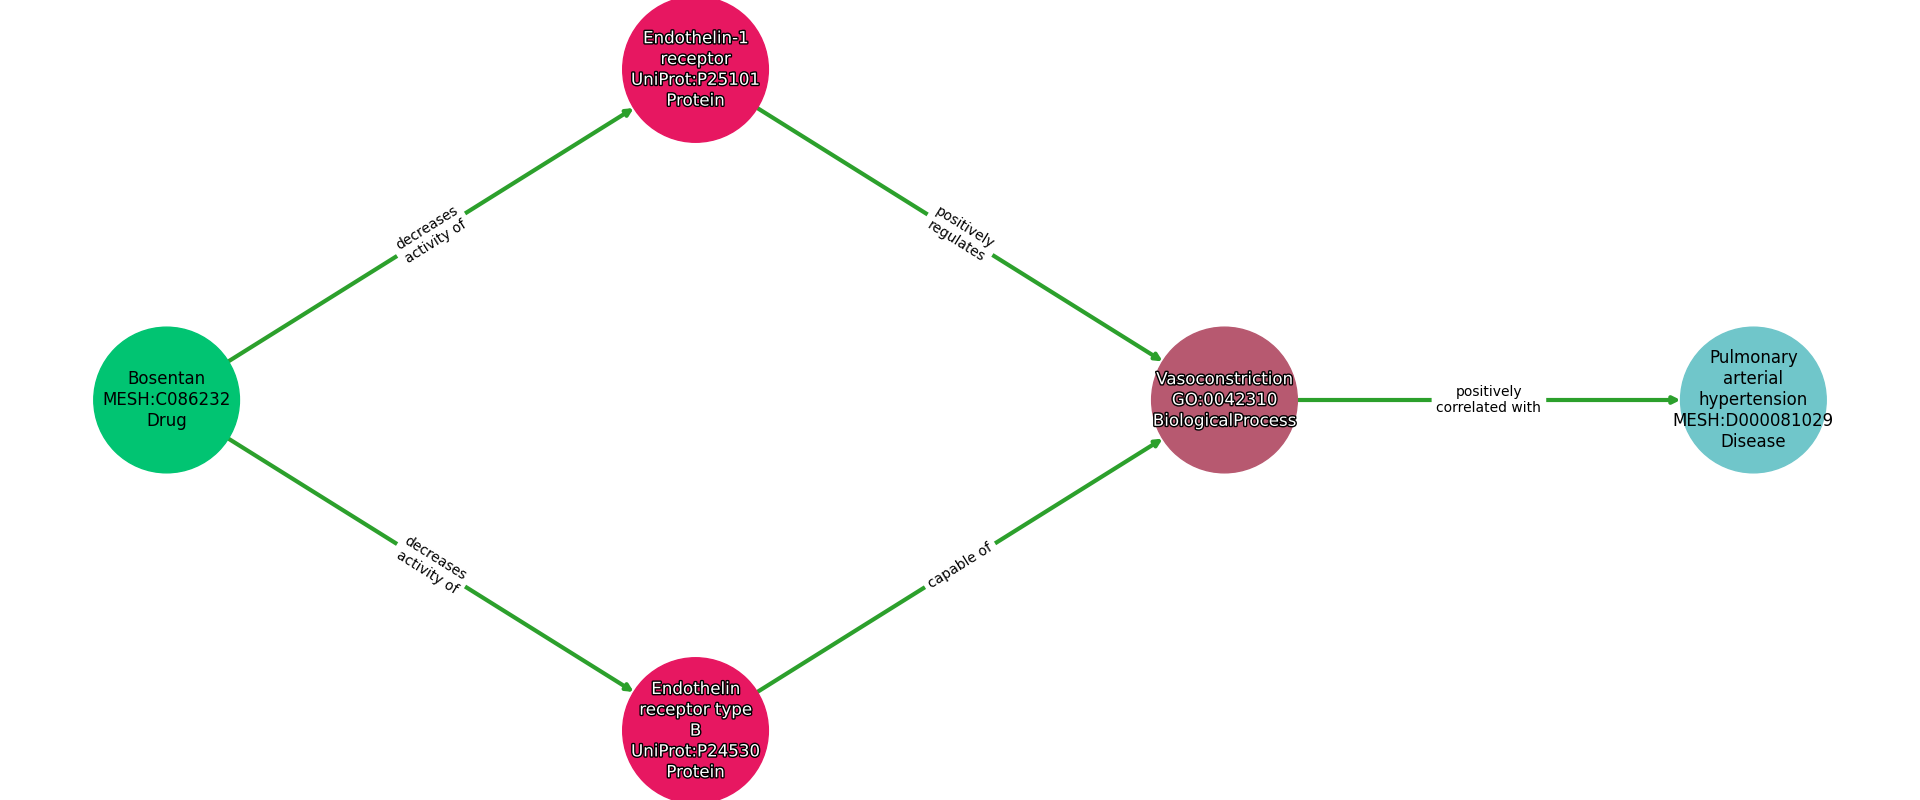 Endothelin-1
receptor
UniProt:P25101
Protein
decreases
activity of
positively
regulates
Bosentan
MESH:C086232
Drug
Vasoconstriction
GO:0042310
BiologicalProcess
positively
correlated with
Pulmonary
arterial
hypertension
MESH:D000081029
Disease
decreases
activity of
capable of
Endothelin
receptor type
B
UniProt:P24530
Protein